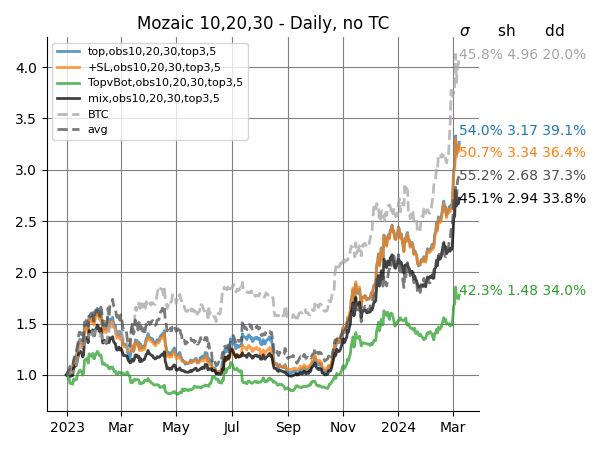 Mozaic 10,20,30 - Daily, no TC
σ sh dd
top,obs10,20,30,top3,5
+SL,obs10,20,30,top3,5
TopvBot,obs10,20,30,top3,5
mix,obs10,20,30,top3,5
BTC
avg
45.8% 4.96 20.0%
54.0% 3.17 39.1%
50.7% 3.34 36.4%
55.2% 2.68 37.3%
45.1% 2.94 33.8%
42.3% 1.48 34.0%
4.0
3.5
3.0
2.5
2.0
1.5
1.0
2023 Mar May Jul Sep Nov 2024 Mar